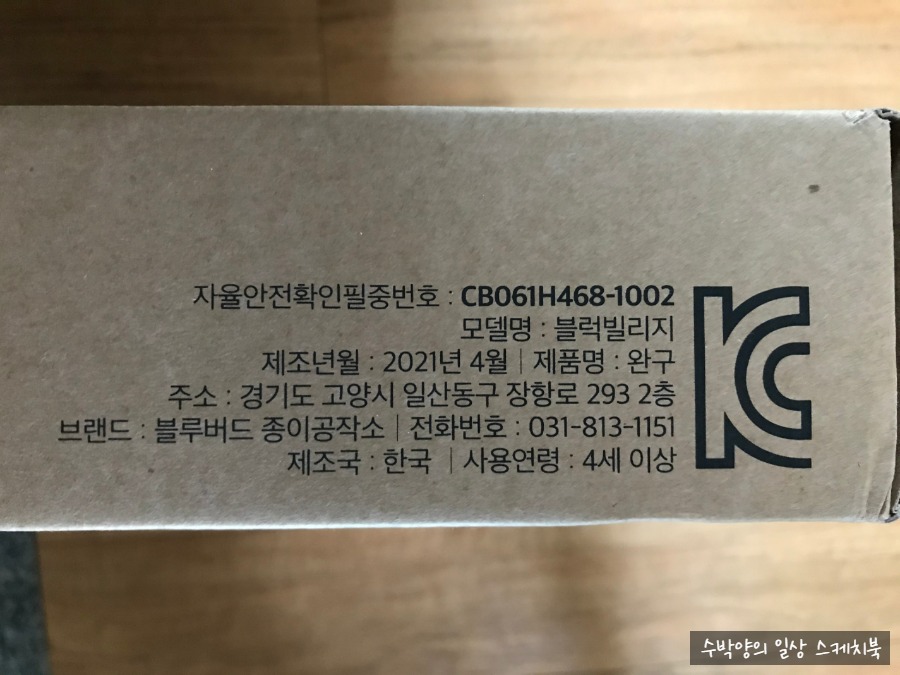 자율안전확인필중번호 : CB061H468-1002
모델명 : 블럭빌리지
제조년월 : 2021년 4월 | 제품명 : 완구
주소 : 경기도 고양시 일산동구 장항로 293 2층
브랜드 : 블루버드 종이공작소 | 전화번호 : 031-813-1151
제조국 : 한국 | 사용연령 : 4세 이상
KC
수박양의 일상 스케치북